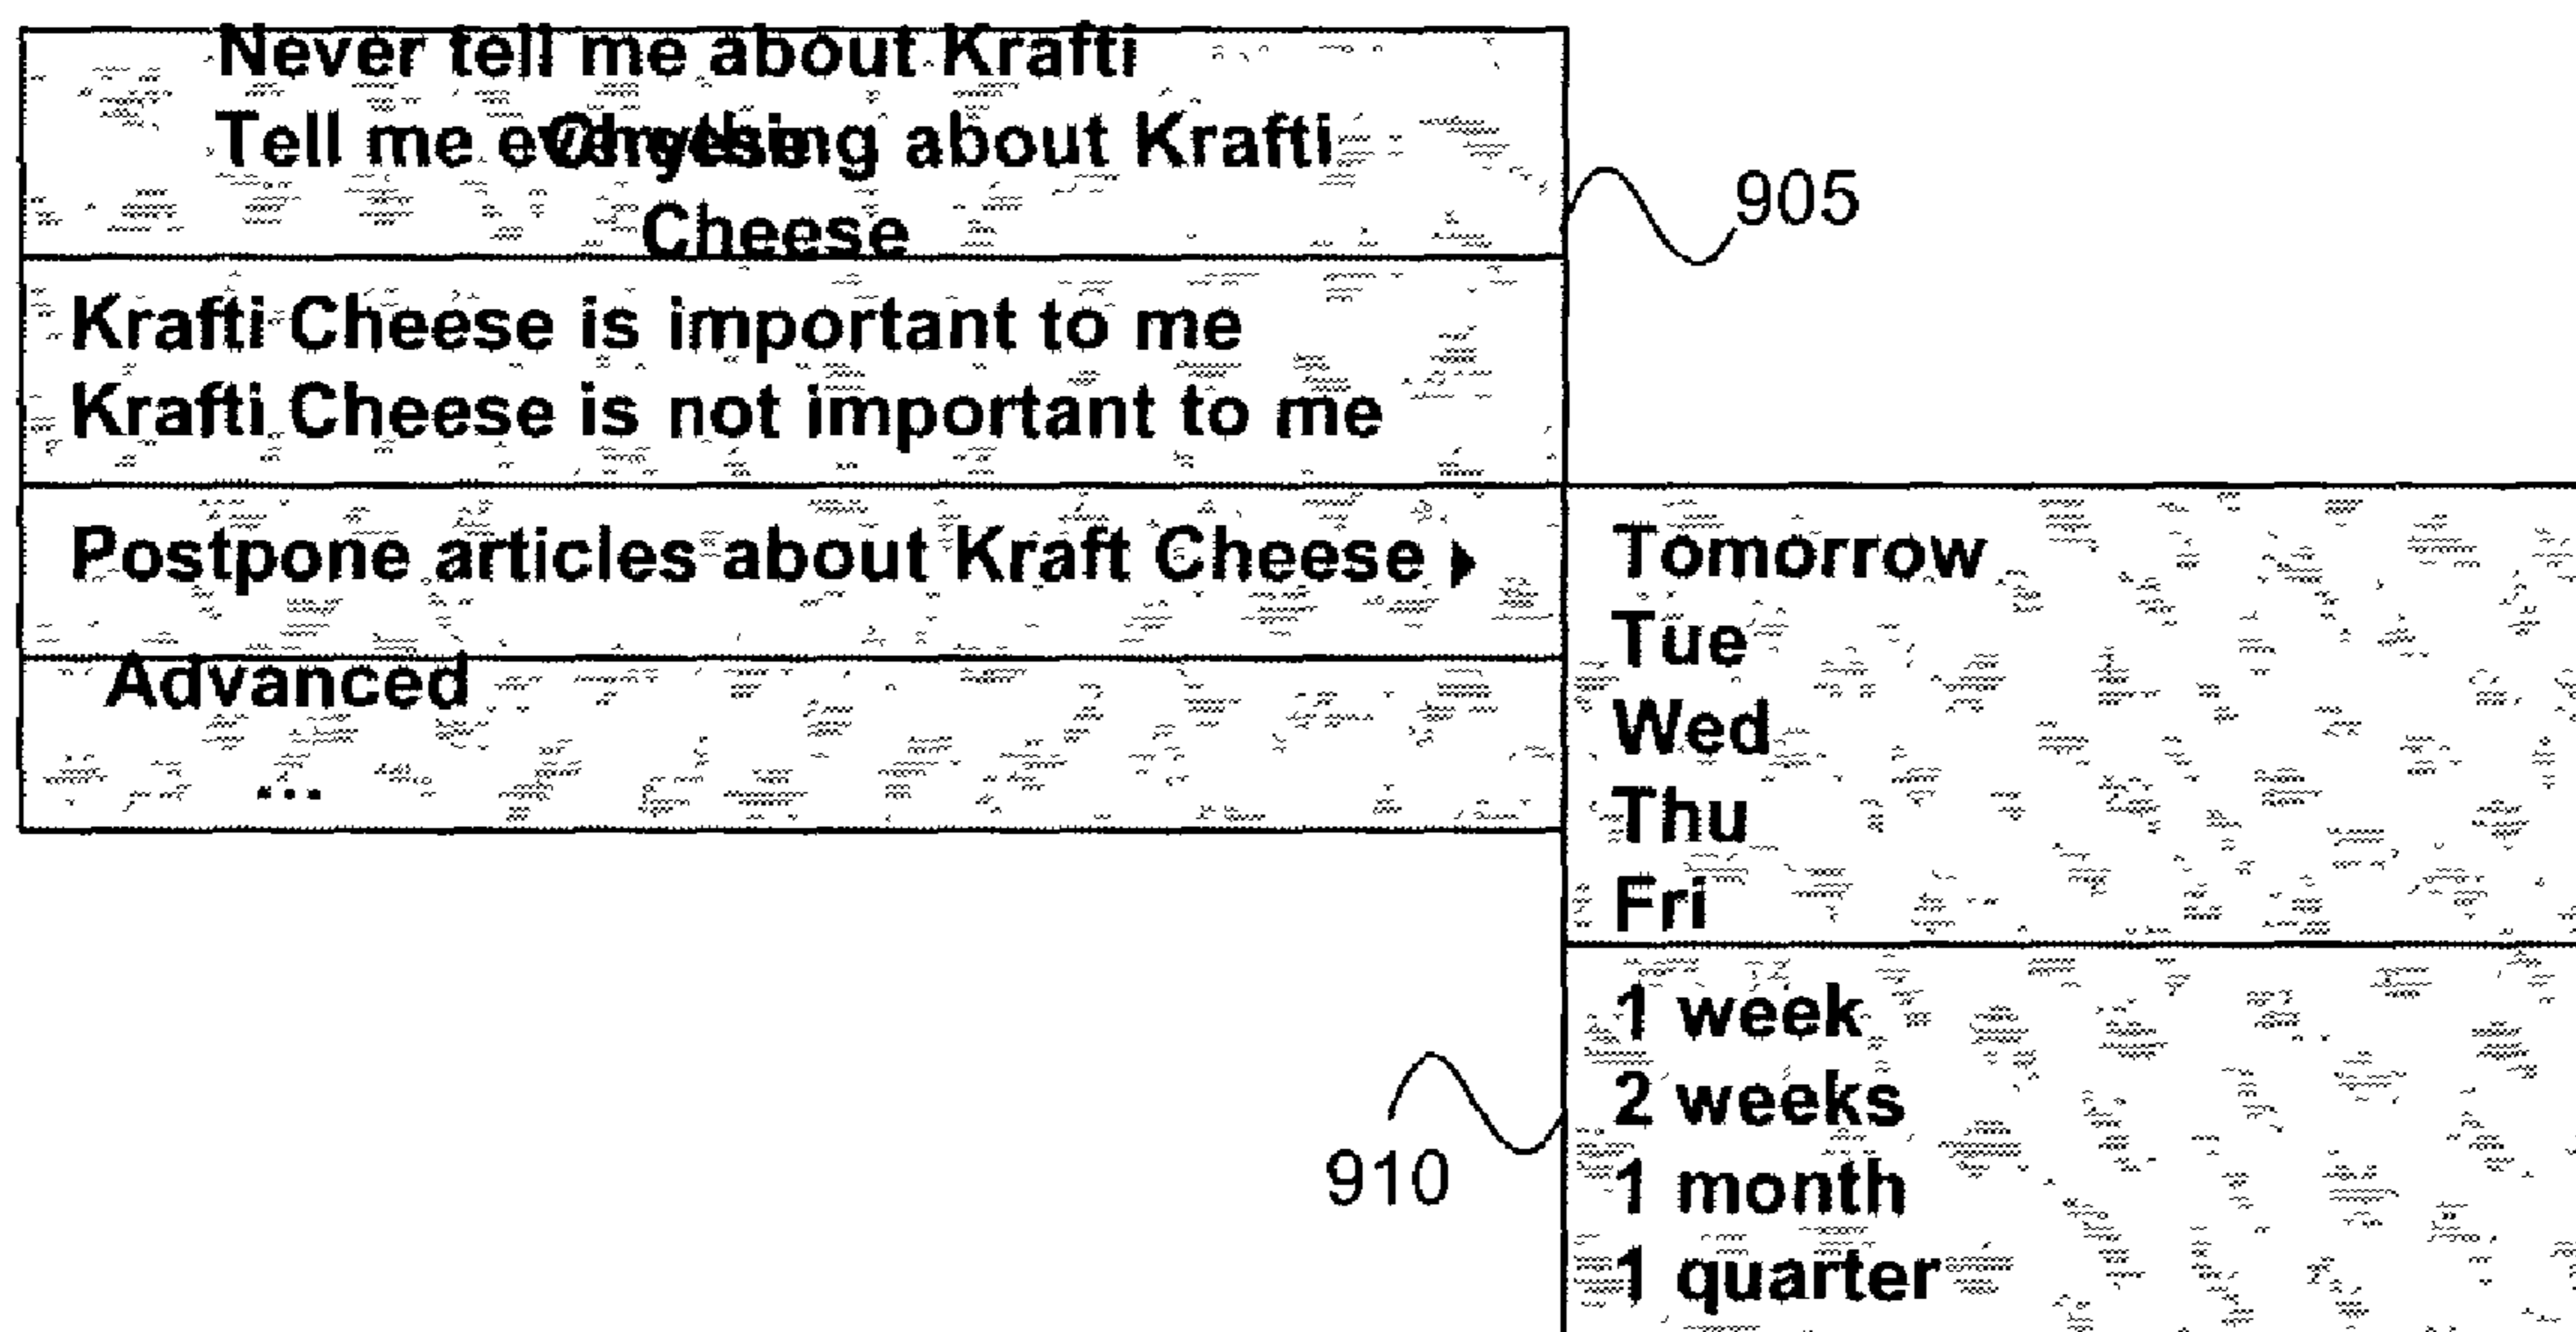 Never tell me about Krafti
Cheese
Tell me everything about Krafti
Cheese
905
Krafti Cheese is important to me
Krafti Cheese is not important to me
Postpone articles about Kraft Cheese
Advanced
...
Tomorrow
Tue
Wed
Thu
Fri
1 week
2 weeks
1 month
1 quarter
910